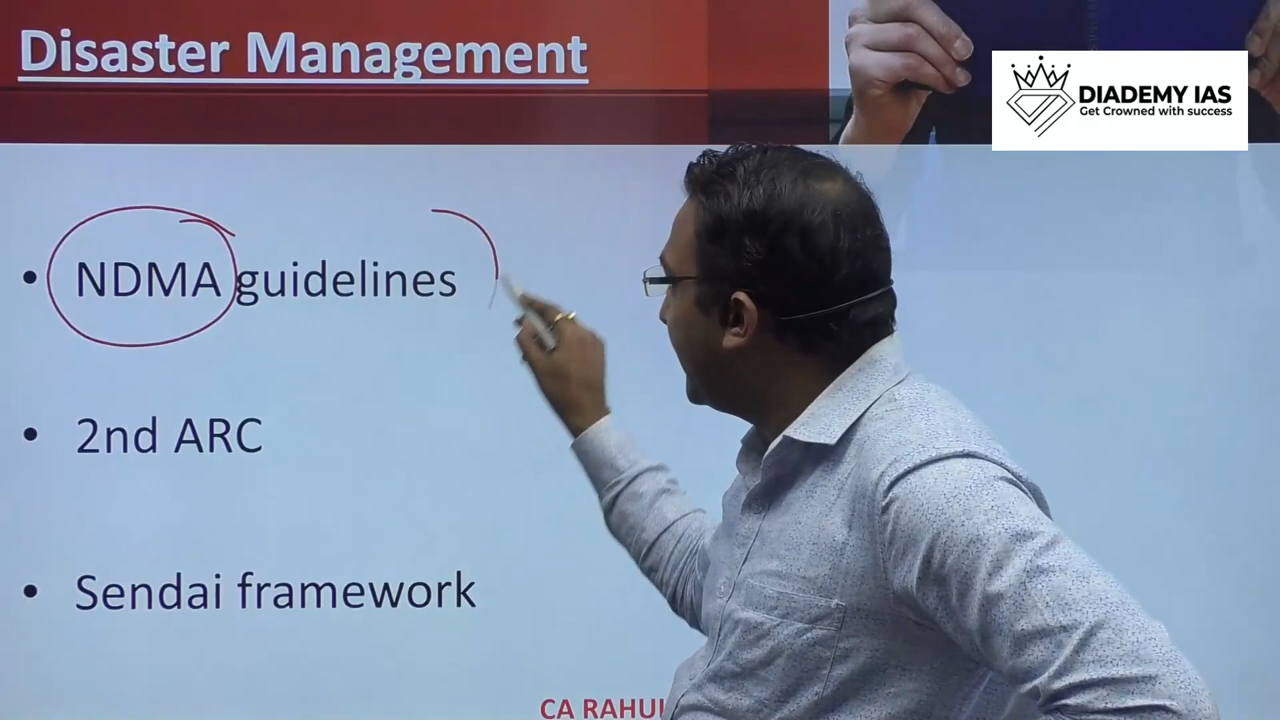 Disaster Management
DIADEMY IAS
Get Crowned with success
• NDMA guidelines
• 2nd ARC
• Sendai framework
CA RAHUL